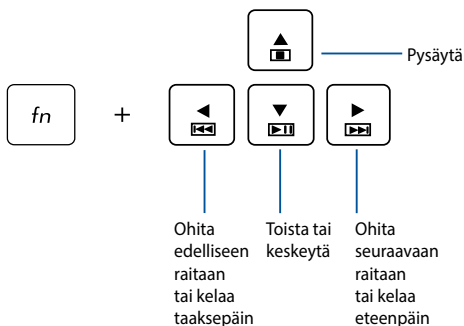 Pysäytä
fn
+
Ohita
edelliseen
raitaan
tai kelaa
taaksepäin
Toista tai
keskeytä
Ohita
seuraavaan
raitaan
tai kelaa
eteenpäin